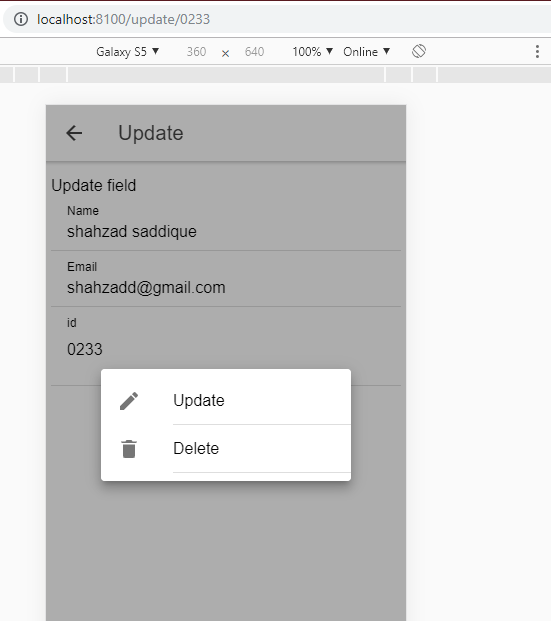 localhost:8100/update/0233
Galaxy S5 ▼ 360 x 640 100% ▼ Online ▼
Update
Update field
Name
shahzad saddique
Email
shahzadd@gmail.com
id
0233
Update
Delete